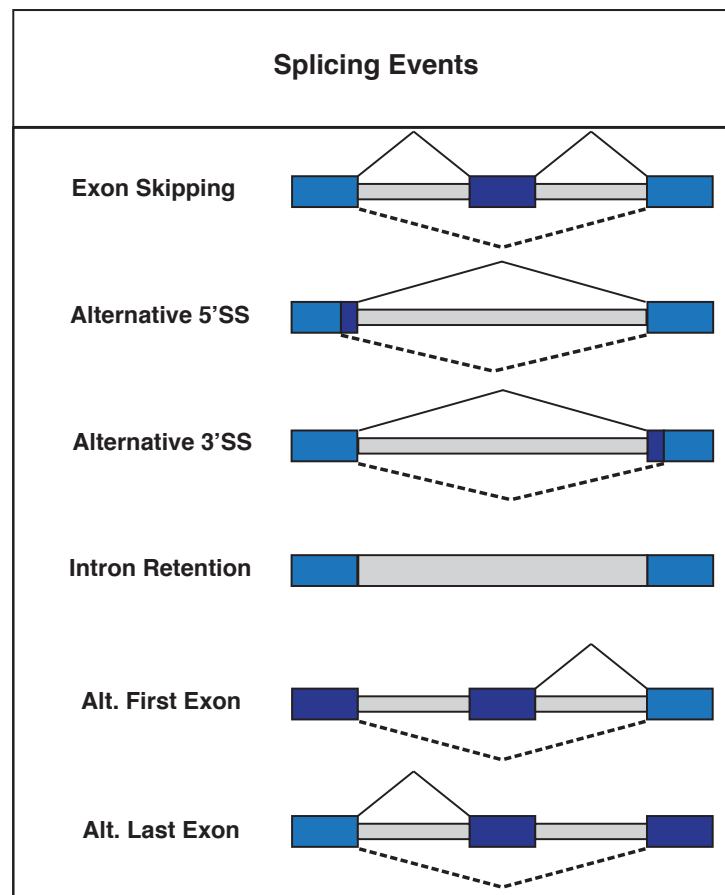 Splicing Events
Exon Skipping
Alternative 5’SS
Alternative 3’SS
Intron Retention
Alt. First Exon
Alt. Last Exon